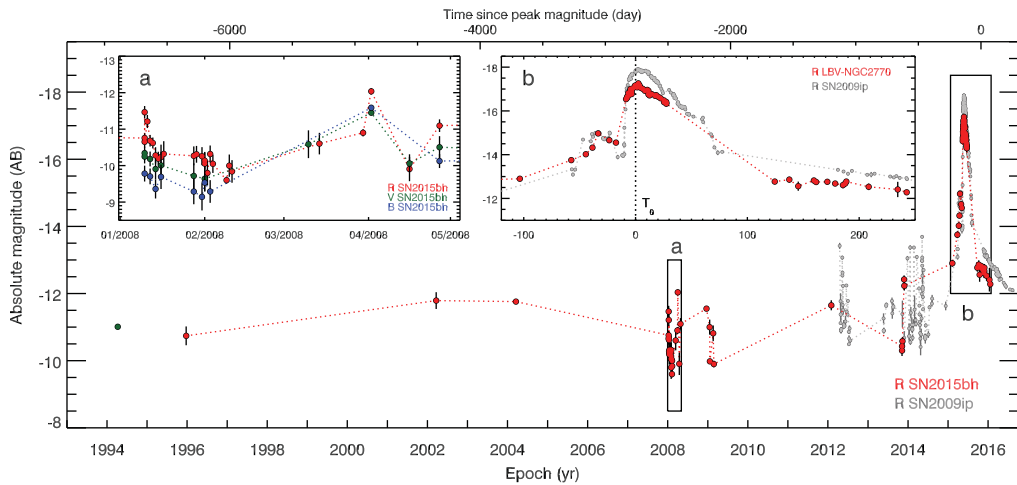 Time since peak magnitude (day)
-6000 -4000 -2000 0
Absolute magnitude (AB)
-18
-16
-14
-12
-10
-8
a
-13
-12
-11
-10
-9
R SN2015bh
V SN2015bh
B SN2015bh
01/2008 02/2008 03/2008 04/2008 05/2008
b
-18
-16
-14
-12
R LBV-NGC2770
R SN2009ip
T0
-100 0 100 200
a
b
R SN2015bh
R SN2009ip
1994 1996 1998 2000 2002 2004 2006 2008 2010 2012 2014 2016
Epoch (yr)